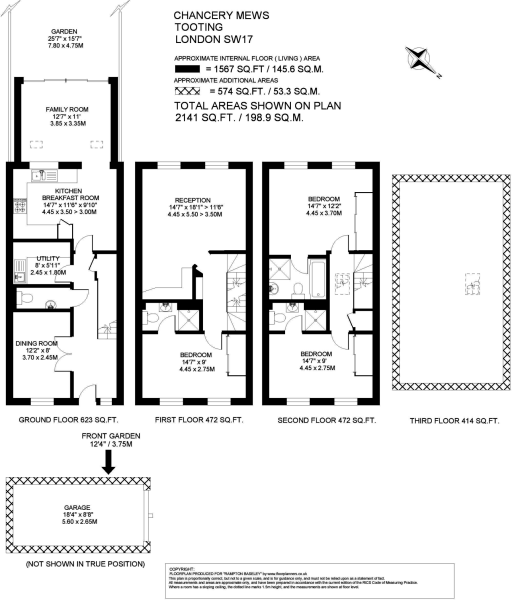 CHANCERY MEWS
TOOTING
LONDON SW17
APPROXIMATE INTERNAL FLOOR ( LIVING ) AREA
= 1567 SQ.FT / 145.6 SQ.M.
APPROXIMATE ADDITIONAL AREAS
= 574 SQ.FT. / 53.3 SQ.M.
TOTAL AREAS SHOWN ON PLAN
2141 SQ.FT. / 198.9 SQ.M.
N
GARDEN
25'7" x 15'7"
7.80 x 4.75M
FAMILY ROOM
12'7" x 11'
3.85 x 3.35M
KITCHEN
BREAKFAST ROOM
14'7" x 11'6" > 9'10"
4.45 x 3.50 > 3.00M
UTILITY
8' x 5'11"
2.45 x 1.80M
DINING ROOM
12'2" x 8'
3.70 x 2.45M
GROUND FLOOR 623 SQ.FT.
RECEPTION
14'7" x 18'1" > 11'6"
4.45 x 5.50 > 3.50M
BEDROOM
14'7" x 9'
4.45 x 2.75M
FIRST FLOOR 472 SQ.FT.
BEDROOM
14'7" x 12'2"
4.45 x 3.70M
BEDROOM
14'7" x 9'
4.45 x 2.75M
SECOND FLOOR 472 SQ.FT.
THIRD FLOOR 414 SQ.FT.
FRONT GARDEN
12'4" / 3.75M
GARAGE
18'4" x 8'8"
5.60 x 2.65M
(NOT SHOWN IN TRUE POSITION)
COPYRIGHT:
FLOORPLAN PRODUCED FOR "RAMPTON BASELEY" by www.floorplanners.co.uk
This plan is proportionally correct, but not to a given scale, and is for guidance only, and must not be relied upon as a statement of fact.
All measurements and areas are approximate only, and have been prepared in accordance with the current edition of the RICS Code of Measuring Practice.
Where a room has a sloping ceiling, the dotted line marks 1.5m height, and the measurements are shown at floor level.